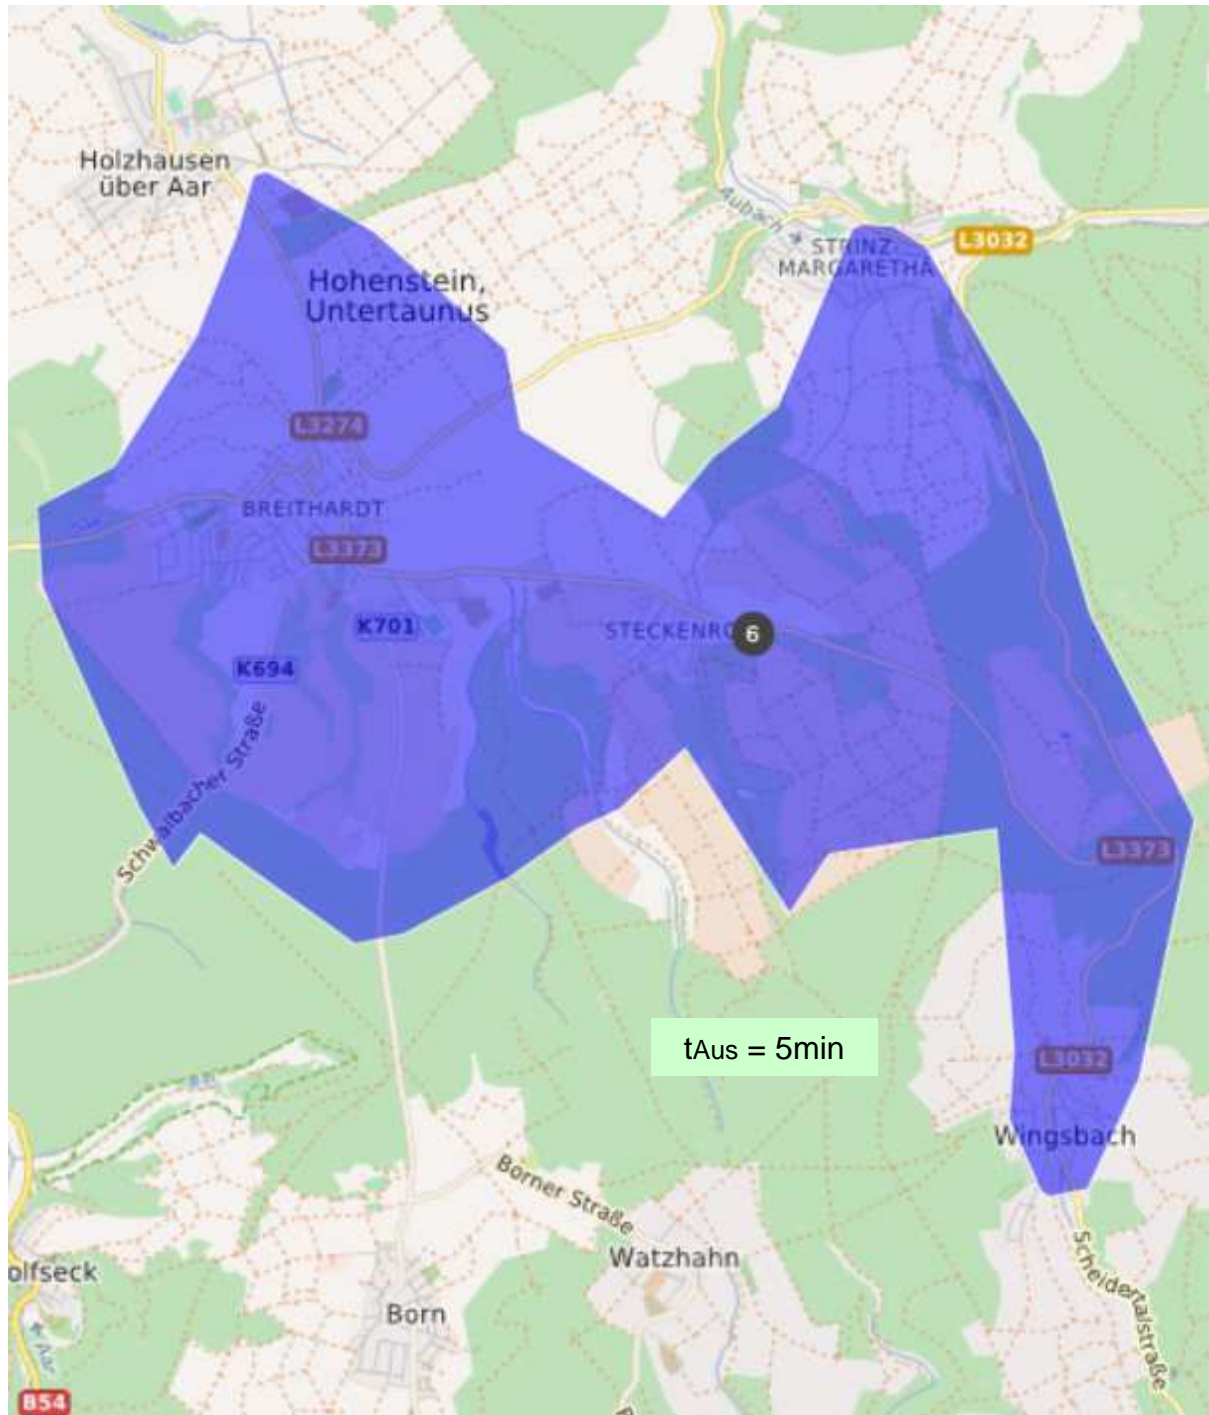 Holzhausen
über Aar
Aubach
STRINZ-
MARGARETHA
L3032
Hohenstein,
Untertaunus
L3274
BREITHARDT
L3373
K701
STECKENRO
6
K694
Schwalbacher Straße
L3373
tAus = 5min
L3032
Wingsbach
Borner Straße
Watzhahn
Scheidertalstraße
olfseck
Born
Aar
B54